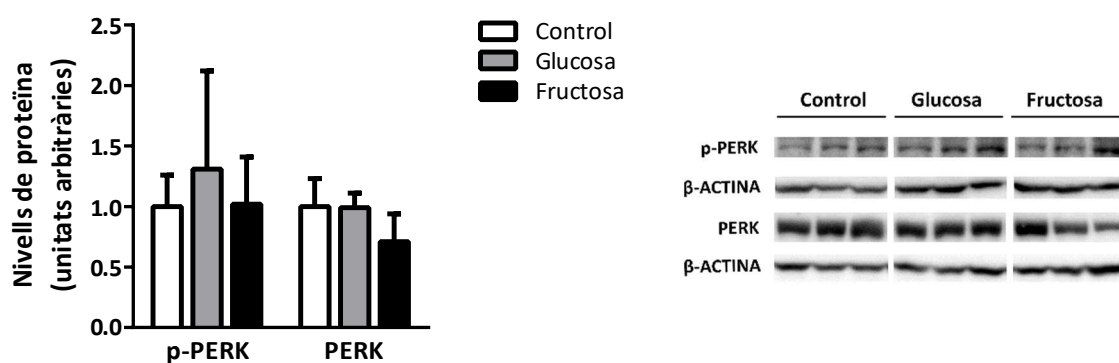 Nivells de proteïna
(unitats arbitràries)
2.5
2.0
1.5
1.0
0.5
0.0
p-PERK PERK
Control
Glucosa
Fructosa
Control Glucosa Fructosa
p-PERK
β-ACTINA
PERK
β-ACTINA